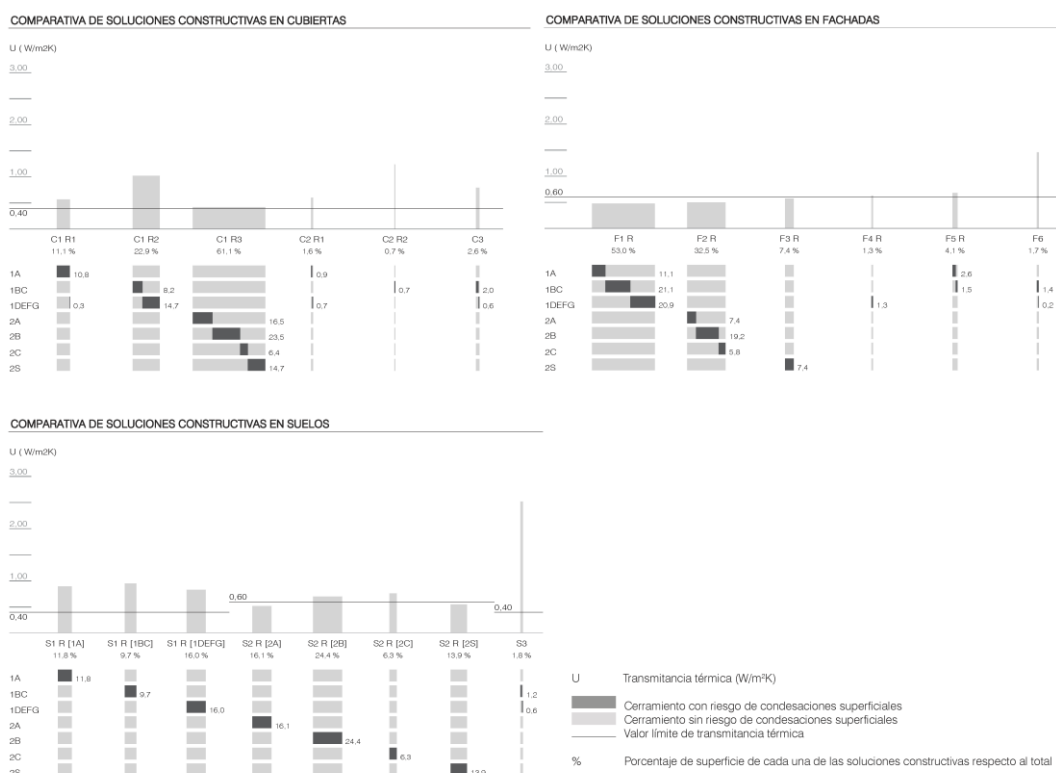 COMPARATIVA DE SOLUCIONES CONSTRUCTIVAS EN CUBIERTAS
U ( W/m2K)
3,00
2,00
1,00
0,40
C1 R1 C1 R2 C1 R3 C2 R1 C2 R2 C3
11,1 % 22,9 % 61,1 % 1,6 % 0,7 % 2,6 %
1A 10,8 0,9
1BC 8,2 0,7 2,0
1DEFG 0,3 14,7 0,7 0,6
2A 16,5
2B 23,5
2C 6,4
2S 14,7
COMPARATIVA DE SOLUCIONES CONSTRUCTIVAS EN FACHADAS
U ( W/m2K)
3,00
2,00
1,00
0,60
F1 R F2 R F3 R F4 R F5 R F6
53,0 % 32,5 % 7,4 % 1,3 % 4,1 % 1,7 %
1A 11,1 2,6
1BC 21,1 1,5 1,4
1DEFG 20,9 1,3 0,2
2A 7,4
2B 19,2
2C 5,8
2S 7,4
COMPARATIVA DE SOLUCIONES CONSTRUCTIVAS EN SUELOS
U ( W/m2K)
3,00
2,00
1,00
0,60
0,40 0,40
S1 R [1A] S1 R [1BC] S1 R [1DEFG] S2 R [2A] S2 R [2B] S2 R [2C] S2 R [2S] S3
11,8 % 9,7 % 16,0 % 16,1 % 24,4 % 6,3 % 13,9 % 1,8 %
1A 11,8
1BC 9,7 1,2
1DEFG 16,0 0,6
2A 16,1
2B 24,4
2C 6,3
2S 13,9
U Transmitancia térmica (W/m²K)
Cerramiento con riesgo de condesaciones superficiales
Cerramiento sin riesgo de condesaciones superficiales
Valor límite de transmitancia térmica
% Porcentaje de superficie de cada una de las soluciones constructivas respecto al total